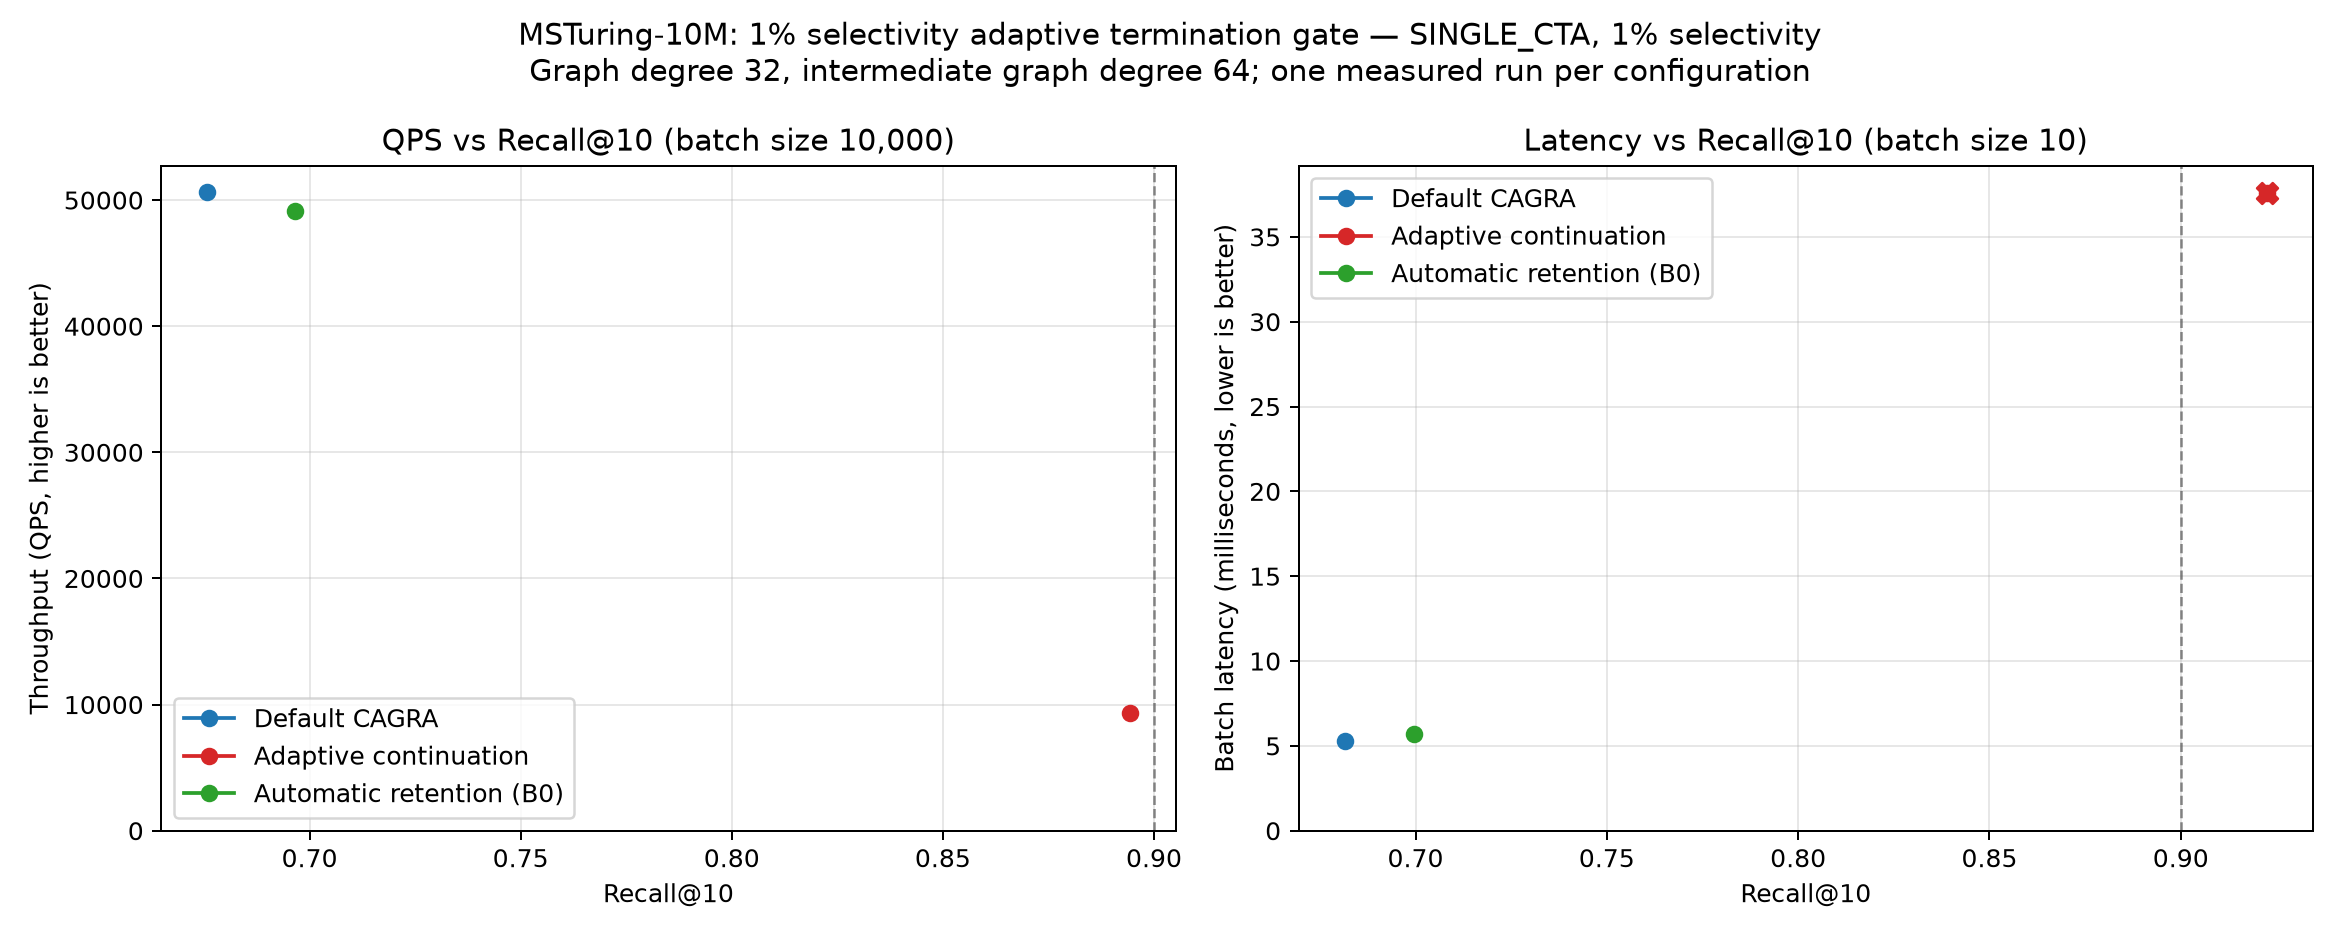 MSTuring-10M: 1% selectivity adaptive termination gate — SINGLE_CTA, 1% selectivity
Graph degree 32, intermediate graph degree 64; one measured run per configuration
QPS vs Recall@10 (batch size 10,000)
Throughput (QPS, higher is better)
50000
40000
30000
20000
10000
0
Default CAGRA
Adaptive continuation
Automatic retention (B0)
0.70
0.75
0.80
0.85
0.90
Recall@10
Latency vs Recall@10 (batch size 10)
Batch latency (milliseconds, lower is better)
35
30
25
20
15
10
5
0
Default CAGRA
Adaptive continuation
Automatic retention (B0)
0.70
0.75
0.80
0.85
0.90
Recall@10